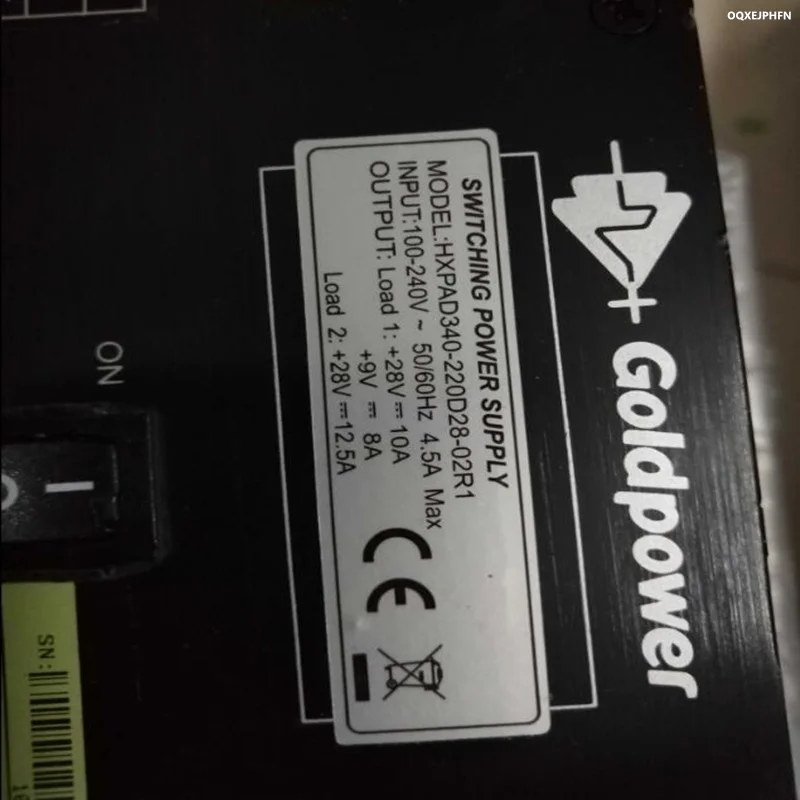 OQXEJPHFN
Goldpower
SWITCHING POWER SUPPLY
MODEL:HXPAD340-220D28-02R1
INPUT:100-240V ~ 50/60Hz 4.5A Max
OUTPUT: Load 1: +28V⎓10A
+9V ⎓ 8A
Load 2: +28V⎓12.5A
CE
ON
SN: